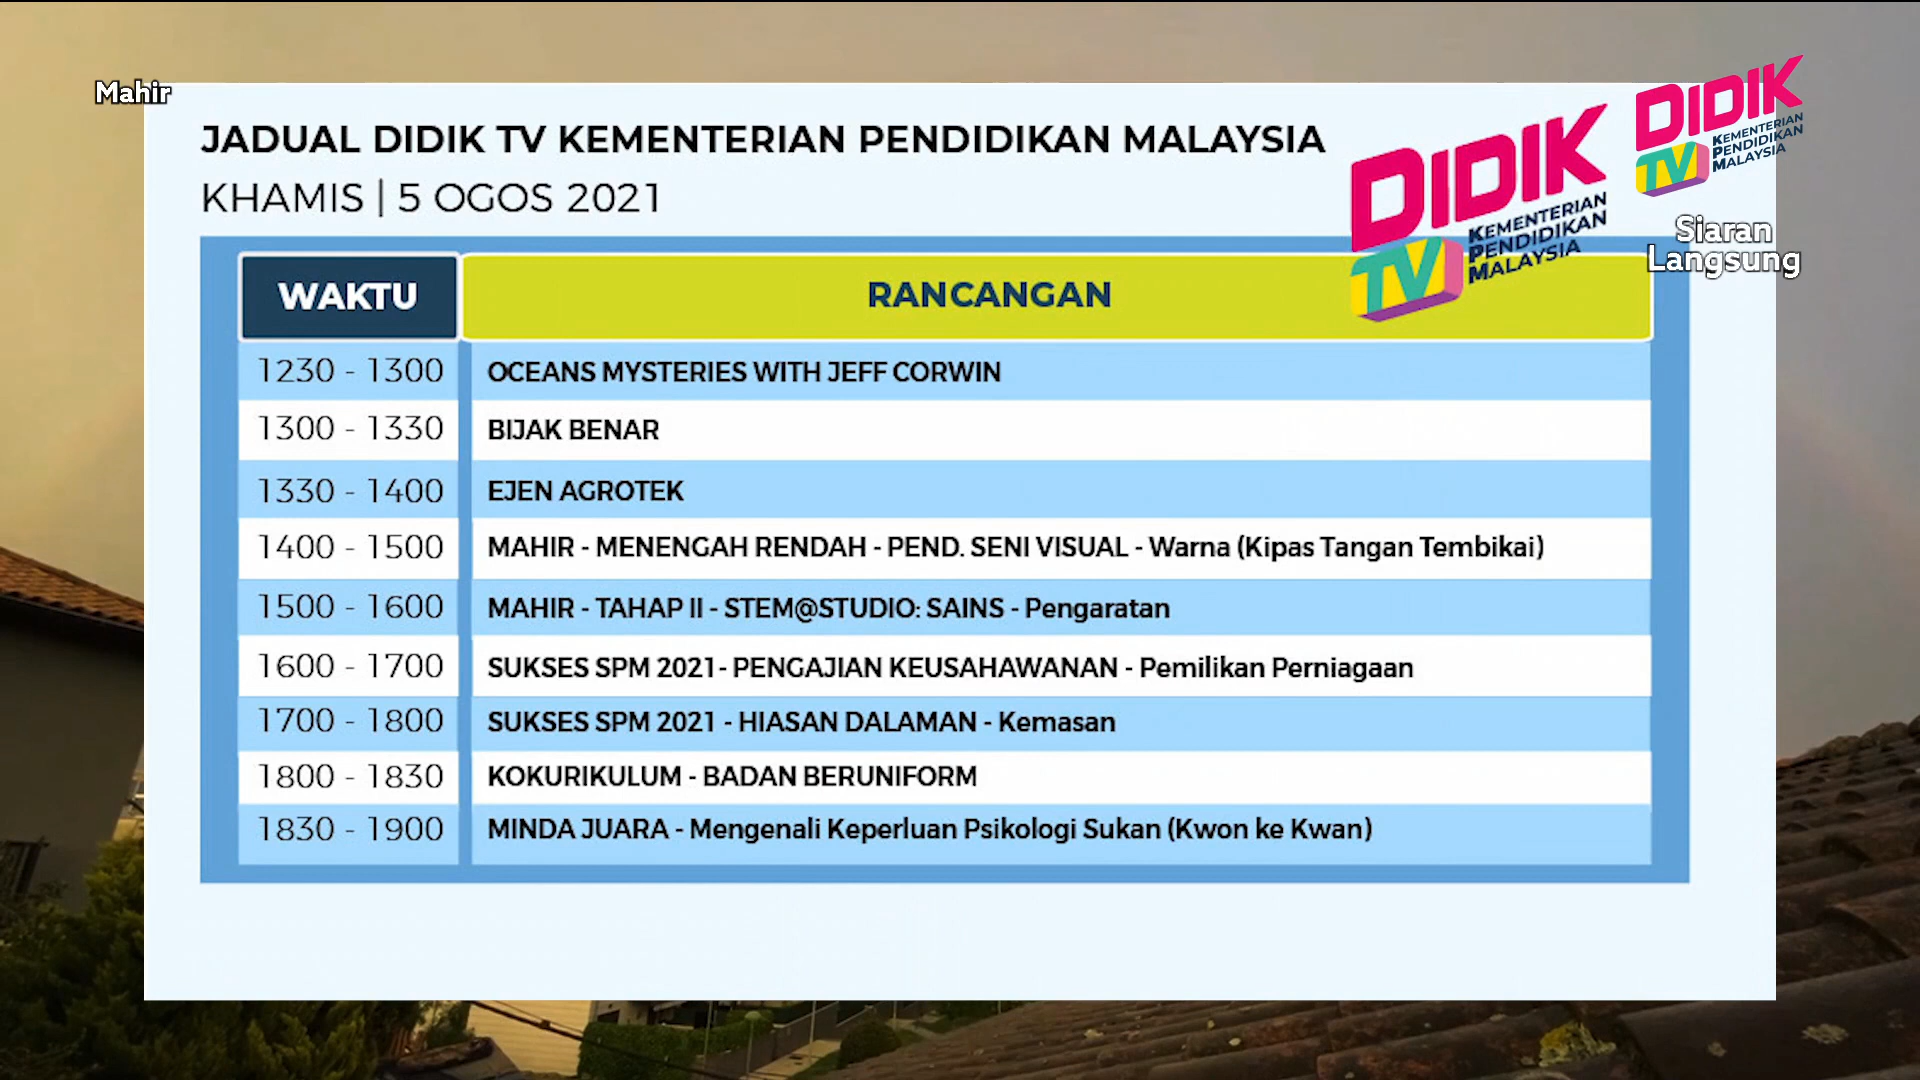 Mahir
DIDIK
TV
KEMENTERIAN
PENDIDIKAN
MALAYSIA
Siaran
Langsung
JADUAL DIDIK TV KEMENTERIAN PENDIDIKAN MALAYSIA
KHAMIS | 5 OGOS 2021
DIDIK
TV
KEMENTERIAN
PENDIDIKAN
MALAYSIA
WAKTU RANCANGAN
1230 - 1300 OCEANS MYSTERIES WITH JEFF CORWIN
1300 - 1330 BIJAK BENAR
1330 - 1400 EJEN AGROTEK
1400 - 1500 MAHIR - MENENGAH RENDAH - PEND. SENI VISUAL - Warna (Kipas Tangan Tembikai)
1500 - 1600 MAHIR - TAHAP II - STEM@STUDIO: SAINS - Pengaratan
1600 - 1700 SUKSES SPM 2021- PENGAJIAN KEUSAHAWANAN - Pemilikan Perniagaan
1700 - 1800 SUKSES SPM 2021 - HIASAN DALAMAN - Kemasan
1800 - 1830 KOKURIKULUM - BADAN BERUNIFORM
1830 - 1900 MINDA JUARA - Mengenali Keperluan Psikologi Sukan (Kwon ke Kwan)